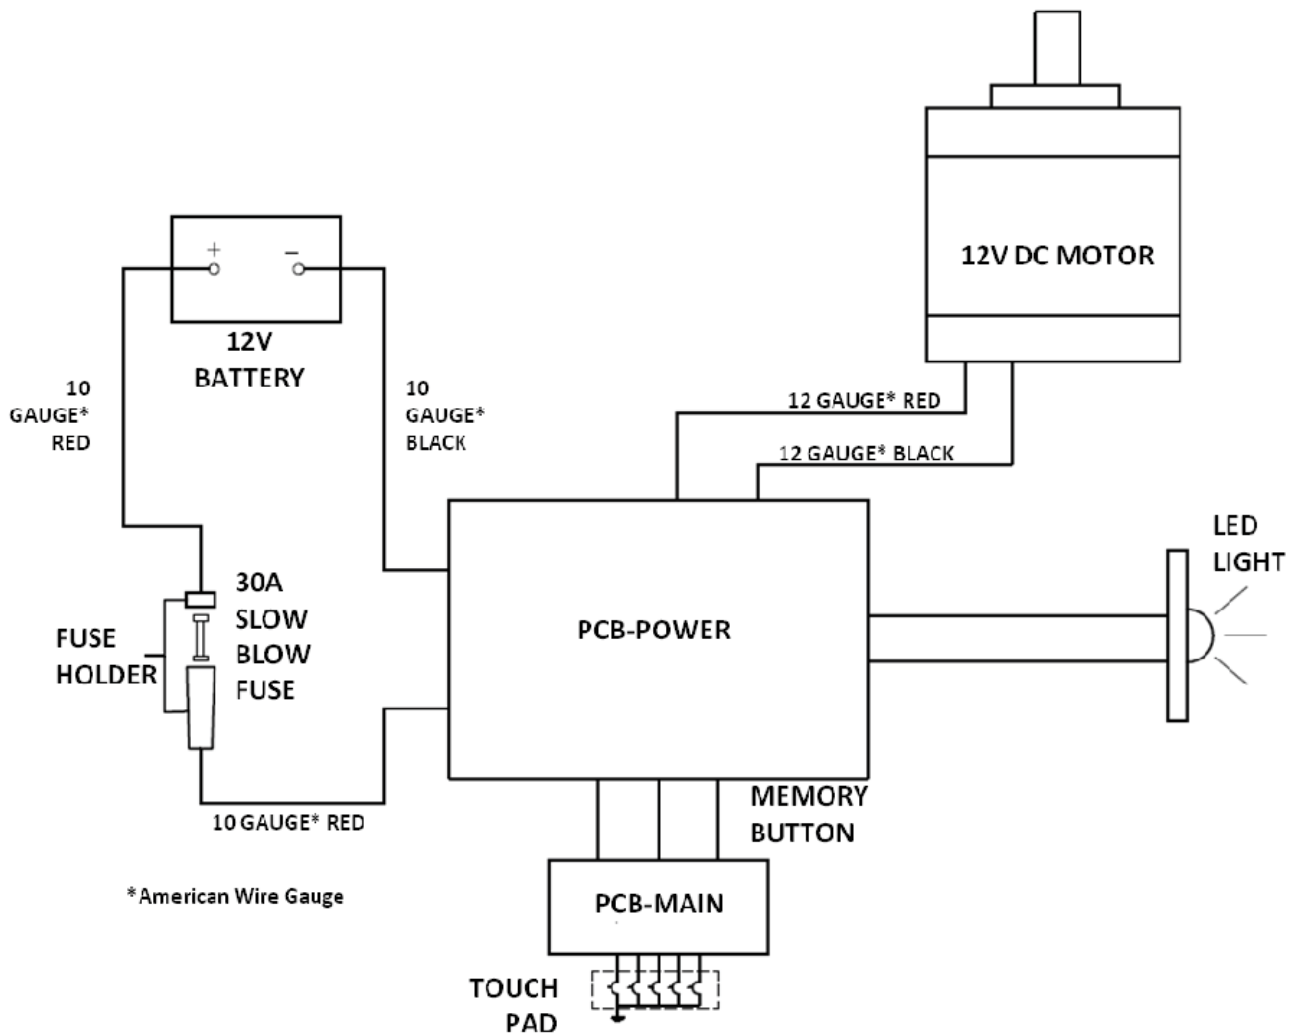 12V DC MOTOR
+
−
12V
BATTERY
10
GAUGE*
RED
10
GAUGE*
BLACK
12 GAUGE* RED
12 GAUGE* BLACK
LED
LIGHT
30A
SLOW
BLOW
FUSE
FUSE
HOLDER
PCB-POWER
10 GAUGE* RED
MEMORY
BUTTON
*American Wire Gauge
PCB-MAIN
TOUCH
PAD